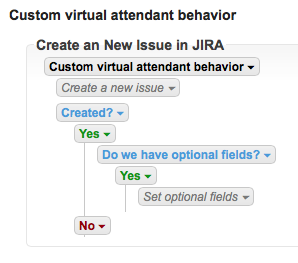 Custom virtual attendant behavior
Create an New Issue in JIRA
Custom virtual attendant behavior
Create a new issue
Created?
Yes
Do we have optional fields?
Yes
Set optional fields
No